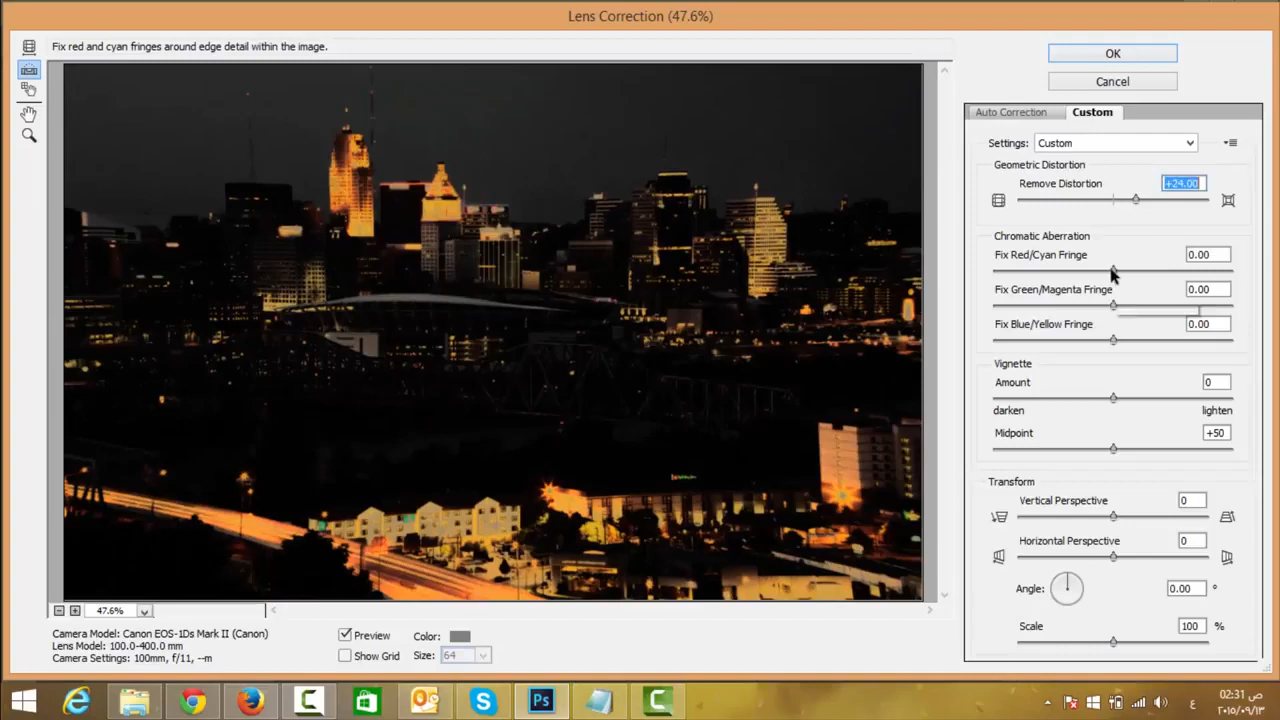 Lens Correction (47.6%)
Fix red and cyan fringes around edge detail within the image.
OK
Cancel
Auto Correction
Custom
Settings: Custom
Geometric Distortion
Remove Distortion +24.00
Chromatic Aberration
Fix Red/Cyan Fringe 0.00
Fix Green/Magenta Fringe 0.00
Fix Blue/Yellow Fringe 0.00
Vignette
Amount 0
darken lighten
Midpoint +50
Transform
Vertical Perspective 0
Horizontal Perspective 0
Angle: 0.00 °
Scale 100 %
47.6%
Camera Model: Canon EOS-1Ds Mark II (Canon)
Lens Model: 100.0-400.0 mm
Camera Settings: 100mm, f/11, --m
Preview Color:
Show Grid Size: 64
Ps
ع
02:31 ص
٢٠١٥/٠٩/١٣